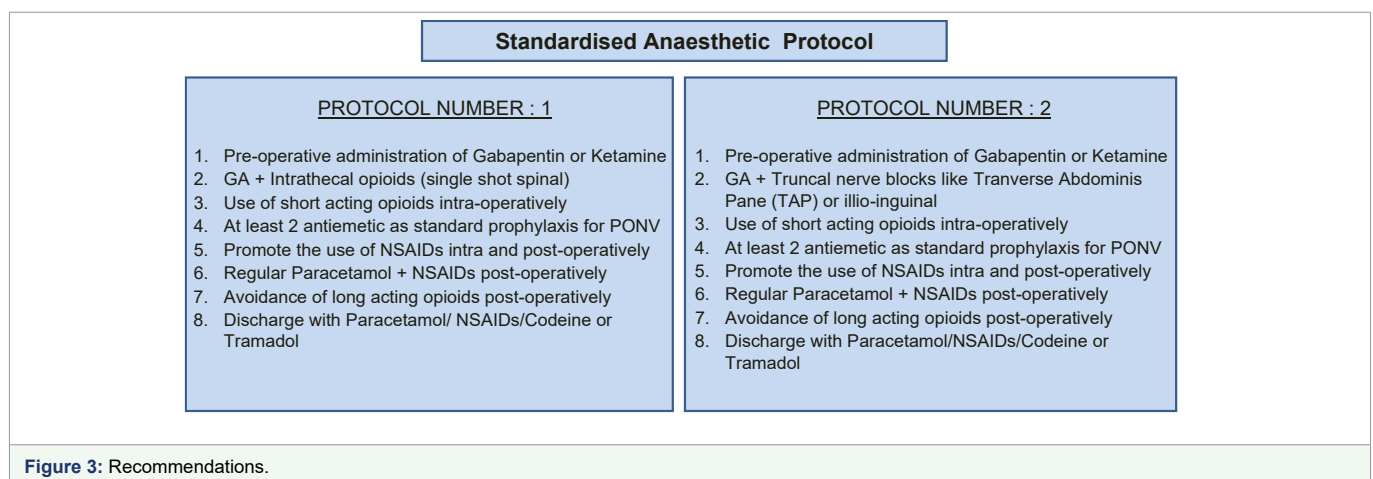 Standardised Anaesthetic Protocol
PROTOCOL NUMBER : 1
1. Pre-operative administration of Gabapentin or Ketamine
2. GA + Intrathecal opioids (single shot spinal)
3. Use of short acting opioids intra-operatively
4. At least 2 antiemetic as standard prophylaxis for PONV
5. Promote the use of NSAIDs intra and post-operatively
6. Regular Paracetamol + NSAIDs post-operatively
7. Avoidance of long acting opioids post-operatively
8. Discharge with Paracetamol/ NSAIDs/Codeine or
Tramadol
PROTOCOL NUMBER : 2
1. Pre-operative administration of Gabapentin or Ketamine
2. GA + Truncal nerve blocks like Tranverse Abdominis
Pane (TAP) or illio-inguinal
3. Use of short acting opioids intra-operatively
4. At least 2 antiemetic as standard prophylaxis for PONV
5. Promote the use of NSAIDs intra and post-operatively
6. Regular Paracetamol + NSAIDs post-operatively
7. Avoidance of long acting opioids post-operatively
8. Discharge with Paracetamol/NSAIDs/Codeine or
Tramadol
Figure 3: Recommendations.